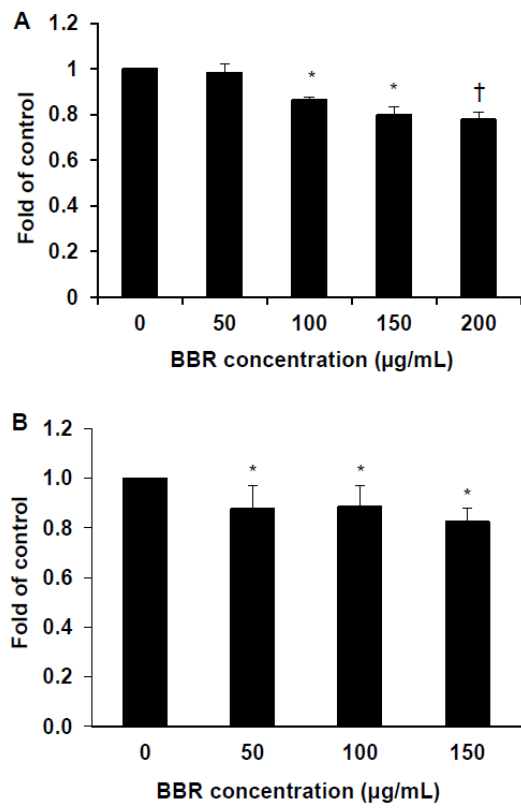 A
1.2
1
0.8
0.6
0.4
0.2
0
Fold of control
* * †
0 50 100 150 200
BBR concentration (µg/mL)
B
1.2
1.0
0.8
0.6
0.4
0.2
0.0
Fold of control
* * *
0 50 100 150
BBR concentration (µg/mL)